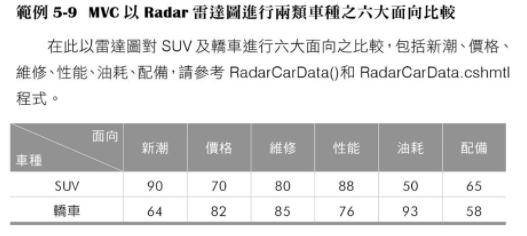 範例 5-9 MVC 以 Radar 雷達圖進行兩類車種之六大面向比較
在此以雷達圖對 SUV 及轎車進行六大面向之比較，包括新潮、價格、
維修、性能、油耗、配備，請參考 RadarCarData()和 RadarCarData.cshmtl
程式。
面向
車種 新潮 價格 維修 性能 油耗 配備
SUV 90 70 80 88 50 65
轎車 64 82 85 76 93 58